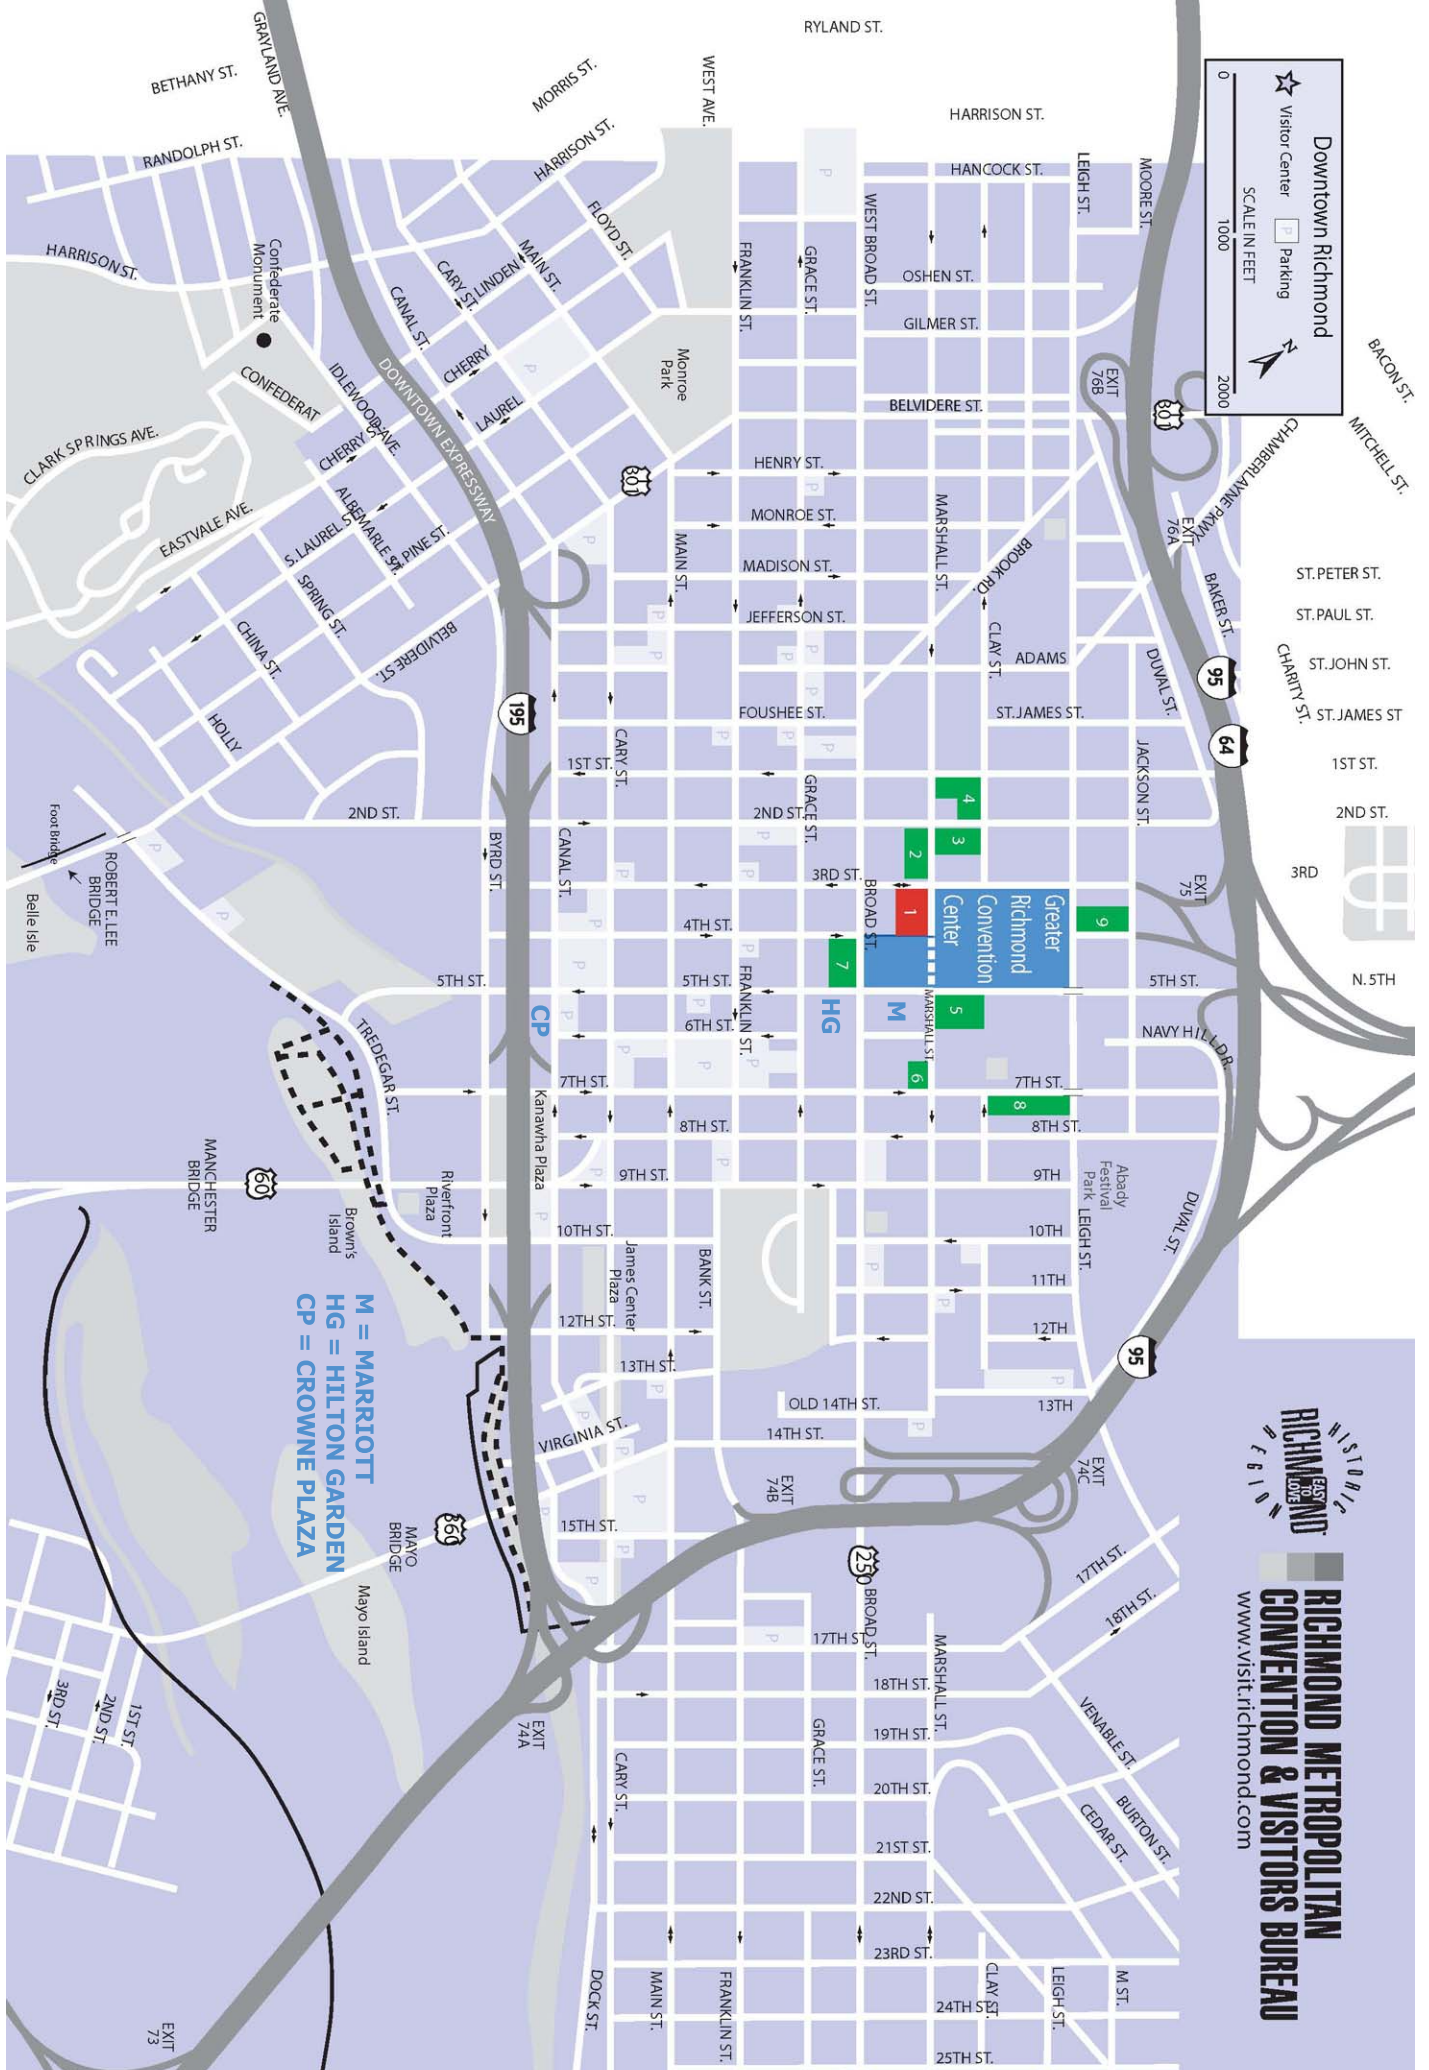 RYLAND ST.
GRAYLAND AVE.
BETHANY ST.
MORRIS ST.
WEST AVE.
HARRISON ST.
RANDOLPH ST.
HARRISON ST.
HANCOCK ST.
LEIGH ST.
MOORE ST.
Downtown Richmond
Visitor Center
P Parking
SCALE IN FEET
0 1000 2000
N
BACON ST.
MITCHELL ST.
CHAMBERLAYNE PKWY.
HARRISON ST.
Confederate
Monument
FLOYD ST.
MAIN ST.
LINDEN
CARY ST.
CANAL ST.
CHERRY
LAUREL
FRANKLIN ST.
GRACE ST.
WEST BROAD ST.
OSHEN ST.
GILMER ST.
Monroe
Park
BELVIDERE ST.
EXIT
76B
301
DOWNTOWN EXPRESSWAY
IDLEWOOD AVE.
CONFEDERAT
CHERRY S
CLARK SPRINGS AVE.
EASTVALE AVE.
ALBEMARLE ST.
S. LAUREL ST.
S. PINE ST.
SPRING ST.
CHINA ST.
HOLLY
BELVIDERE ST.
301
HENRY ST.
MONROE ST.
MADISON ST.
JEFFERSON ST.
MAIN ST.
MARSHALL ST.
BROOK RD.
CLAY ST.
ADAMS
EXIT
76A
BAKER ST.
DUVAL ST.
ST. PETER ST.
ST. PAUL ST.
ST. JOHN ST.
CHARITY ST.
ST. JAMES ST
95
64
195
FOUSHEE ST.
ST. JAMES ST.
CARY ST.
1ST ST.
JACKSON ST.
1ST ST.
2ND ST.
2ND ST.
2ND ST.
GRACE ST.
4
3
2
BYRD ST.
CANAL ST.
3RD ST.
BROAD ST.
EXIT
75
3RD
1
Greater
Richmond
Convention
Center
9
Foot Bridge
ROBERT E. LEE
BRIDGE
Belle Isle
4TH ST.
7
5TH ST.
5TH ST.
5TH ST.
N. 5TH
FRANKLIN ST.
CP
HG
M
MARSHALL ST
5
6TH ST.
NAVY HILL DR.
TREDEGAR ST.
7TH ST.
6
7TH ST.
8
Kanawha Plaza
8TH ST.
8TH ST.
MANCHESTER
BRIDGE
60
Riverfront
Plaza
9TH ST.
9TH
Abady
Festival
Park
LEIGH ST.
DUVAL ST.
Brown's
Island
10TH ST.
10TH
James Center
Plaza
BANK ST.
11TH
12TH ST.
12TH
95
13TH ST.
13TH
OLD 14TH ST.
14TH ST.
VIRGINIA ST.
M = MARRIOTT
HG = HILTON GARDEN
CP = CROWNE PLAZA
EXIT
74C
EXIT
74B
15TH ST.
360
MAYO
BRIDGE
Mayo Island
250
BROAD ST.
17TH ST.
18TH ST.
17TH ST.
MARSHALL ST.
18TH ST.
19TH ST.
GRACE ST.
20TH ST.
VENABLE ST.
BURTON ST.
CEDAR ST.
EXIT
74A
CARY ST.
1ST ST.
2ND ST.
3RD ST.
21ST ST.
22ND ST.
23RD ST.
DOCK ST.
MAIN ST.
FRANKLIN ST.
CLAY ST.
LEIGH ST.
M ST.
24TH ST.
25TH ST.
EXIT
73
HISTORIC
RICHMOND
EASY
TO
LOVE
REGION
RICHMOND METROPOLITAN
CONVENTION & VISITORS BUREAU
www.visit.richmond.com